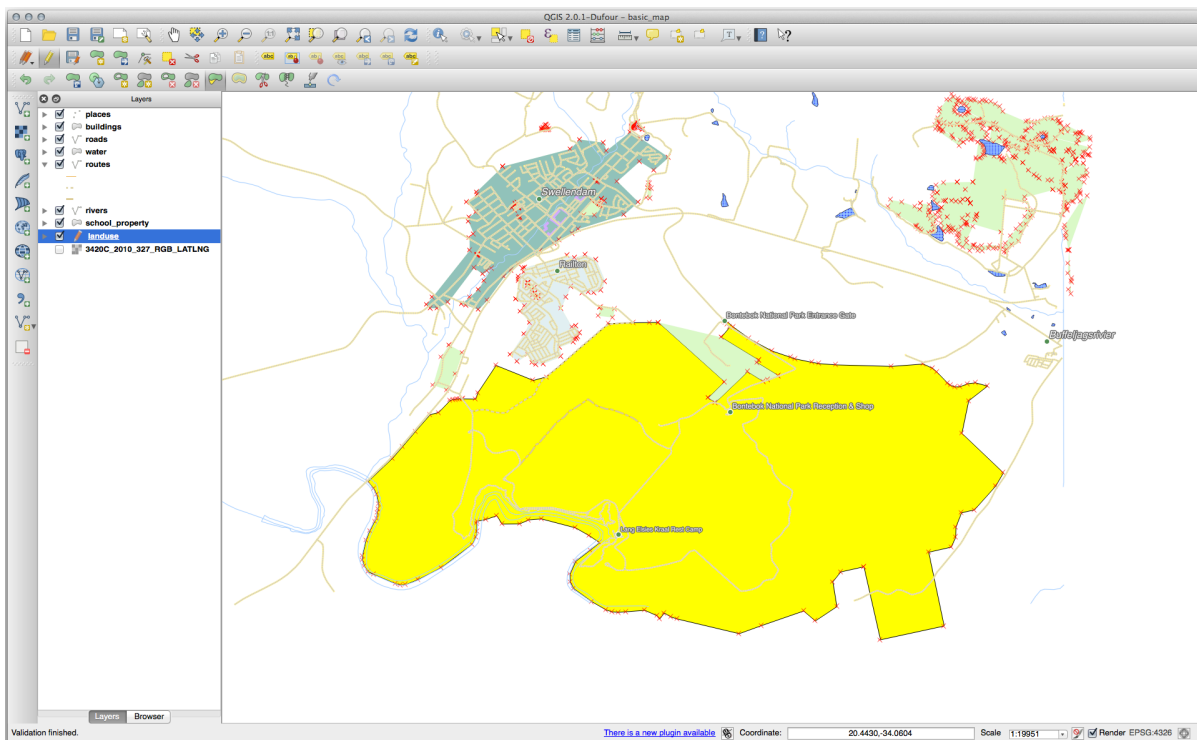 QGIS 2.0.1-Dufour – basic_map
Layers
places
buildings
roads
water
routes
rivers
school_property
landuse
3420C_2010_327_RGB_LATLNG
Swellendam
Railton
Bontebok National Park Entrance Gate
Buffeljagsrivier
Bontebok National Park Reception & Shop
Lang Elsies Kraal Rest Camp
Layers Browser
Validation finished. There is a new plugin available Coordinate: 20.4430,-34.0604 Scale 1:19951 Render EPSG:4326